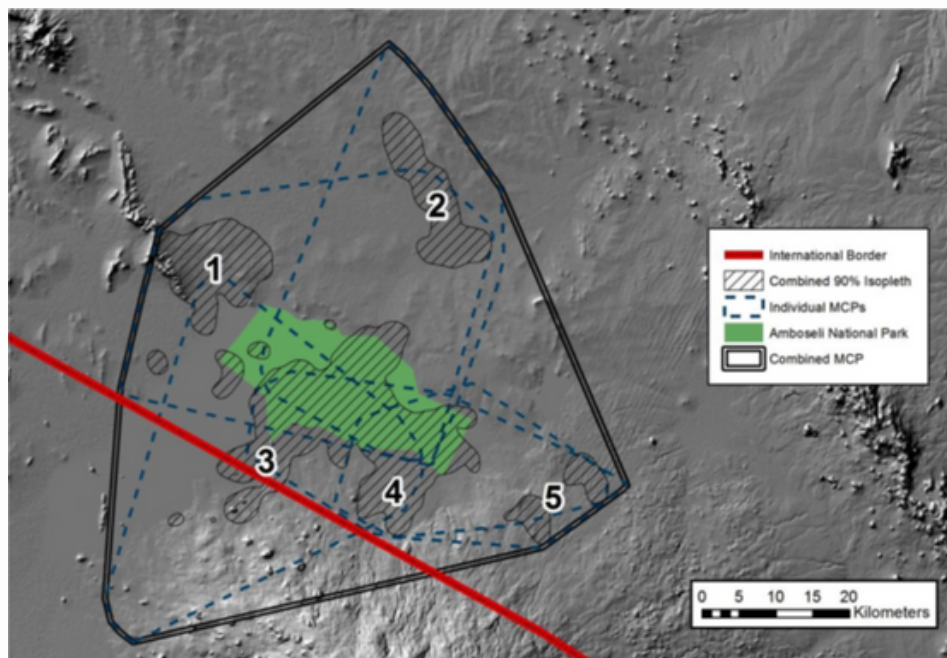 2
1
International Border
Combined 90% Isopleth
Individual MCPs
Amboseli National Park
Combined MCP
3
4
5
0 5 10 15 20
Kilometers